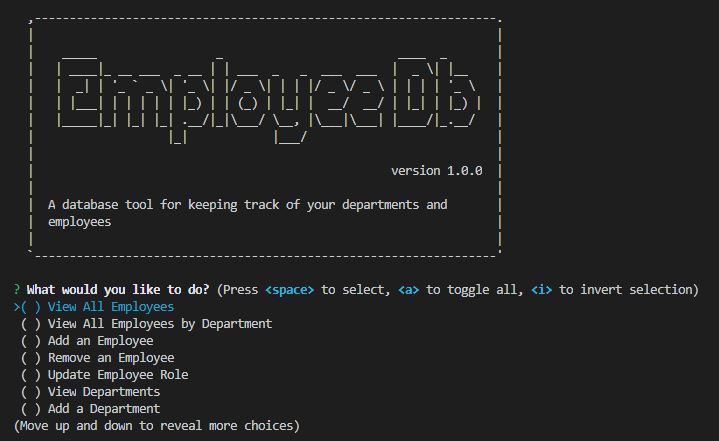 EmployeeDb
version 1.0.0
A database tool for keeping track of your departments and
employees
? What would you like to do? (Press <space> to select, <a> to toggle all, <i> to invert selection)
>( ) View All Employees
( ) View All Employees by Department
( ) Add an Employee
( ) Remove an Employee
( ) Update Employee Role
( ) View Departments
( ) Add a Department
(Move up and down to reveal more choices)